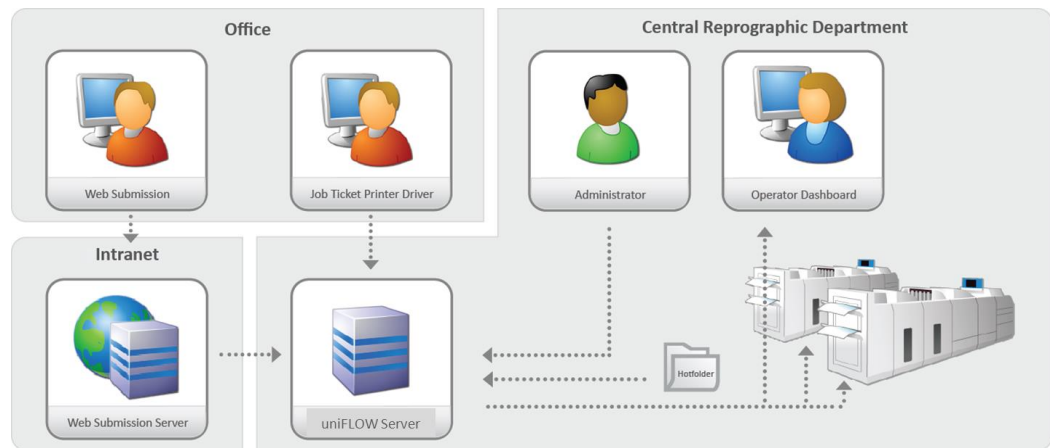 Office
Central Reprographic Department
Web Submission
Job Ticket Printer Driver
Administrator
Operator Dashboard
Intranet
Hotfolder
Web Submission Server
uniFLOW Server